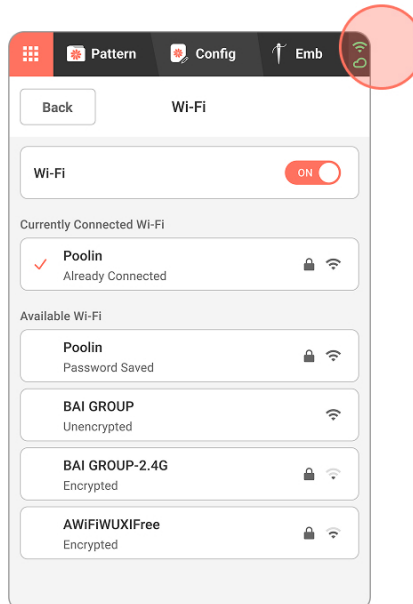 Pattern Config Emb
Back Wi-Fi
Wi-Fi ON
Currently Connected Wi-Fi
Poolin
Already Connected
Available Wi-Fi
Poolin
Password Saved
BAI GROUP
Unencrypted
BAI GROUP-2.4G
Encrypted
AWiFiWUXIFree
Encrypted